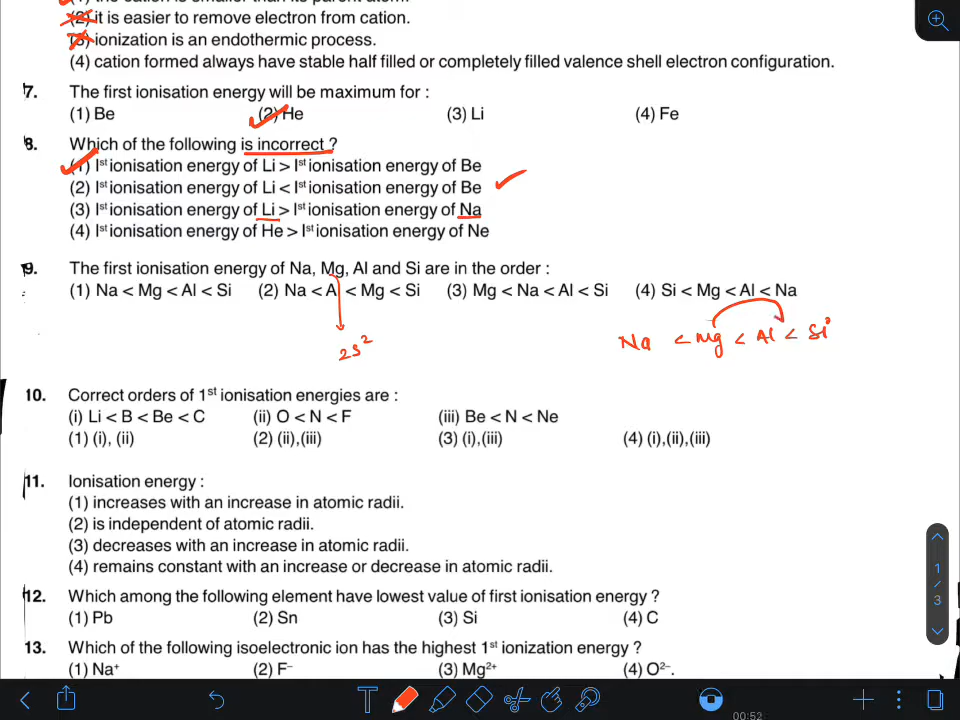 (1) the cation is smaller than its parent atom.
(2) it is easier to remove electron from cation.
(3) ionization is an endothermic process.
(4) cation formed always have stable half filled or completely filled valence shell electron configuration.
7. The first ionisation energy will be maximum for :
(1) Be (2) He (3) Li (4) Fe
8. Which of the following is incorrect ?
(1) Iˢᵗ ionisation energy of Li > Iˢᵗ ionisation energy of Be
(2) Iˢᵗ ionisation energy of Li < Iˢᵗ ionisation energy of Be
(3) Iˢᵗ ionisation energy of Li > Iˢᵗ ionisation energy of Na
(4) Iˢᵗ ionisation energy of He > Iˢᵗ ionisation energy of Ne
9. The first ionisation energy of Na, Mg, Al and Si are in the order :
(1) Na < Mg < Al < Si (2) Na < Al < Mg < Si (3) Mg < Na < Al < Si (4) Si < Mg < Al < Na
Na < Mg < Al < Si
2s²
10. Correct orders of 1ˢᵗ ionisation energies are :
(i) Li < B < Be < C (ii) O < N < F (iii) Be < N < Ne
(1) (i), (ii) (2) (ii),(iii) (3) (i),(iii) (4) (i),(ii),(iii)
11. Ionisation energy :
(1) increases with an increase in atomic radii.
(2) is independent of atomic radii.
(3) decreases with an increase in atomic radii.
(4) remains constant with an increase or decrease in atomic radii.
12. Which among the following element have lowest value of first ionisation energy ?
(1) Pb (2) Sn (3) Si (4) C
13. Which of the following isoelectronic ion has the highest 1ˢᵗ ionization energy ?
(1) Na⁺ (2) F⁻ (3) Mg²⁺ (4) O²⁻.
1
/
3
T
00:52